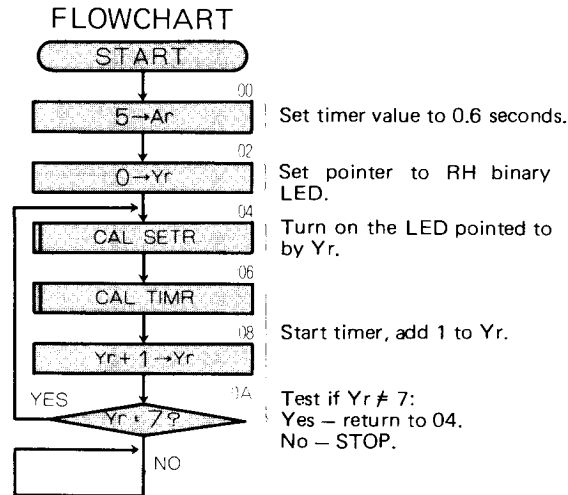 FLOWCHART
START
00
5→Ar
Set timer value to 0.6 seconds.
02
0→Yr
Set pointer to RH binary
LED.
04
CAL SETR
Turn on the LED pointed to
by Yr.
06
CAL TIMR
08
Start timer, add 1 to Yr.
Yr + 1→Yr
0A
YES
Test if Yr ≠ 7:
Yes – return to 04.
Yr 7?
No – STOP.
NO